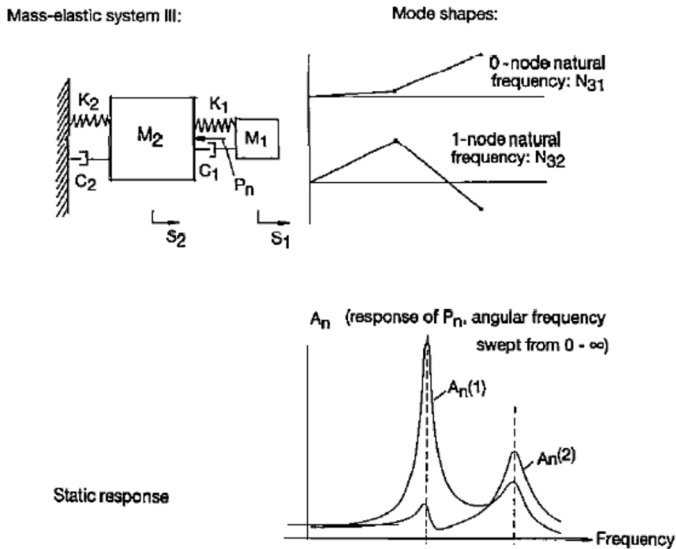 Mass-elastic system III:
Mode shapes:
0-node natural
frequency: N31
K2
K1
M2
M1
1-node natural
frequency: N32
C2
C1
Pn
S2
S1
An (response of Pn, angular frequency
swept from 0 - ∞)
An(1)
An(2)
Static response
Frequency